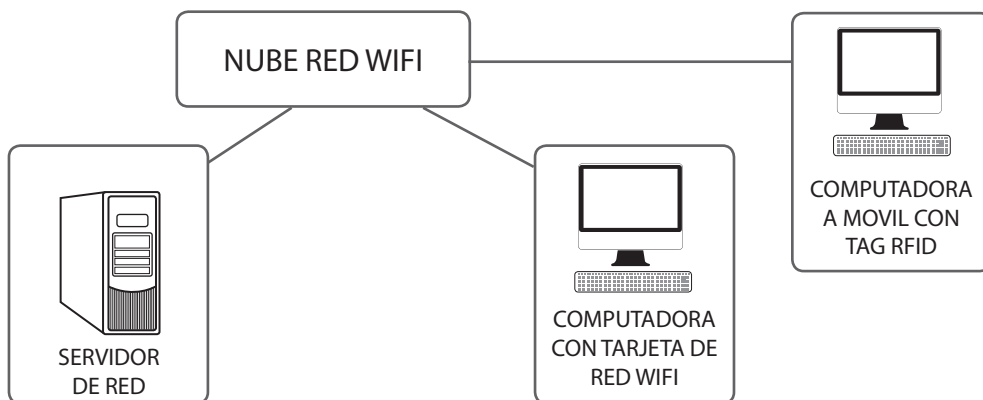 NUBE RED WIFI
COMPUTADORA
A MOVIL CON
TAG RFID
COMPUTADORA
CON TARJETA DE
RED WIFI
SERVIDOR
DE RED